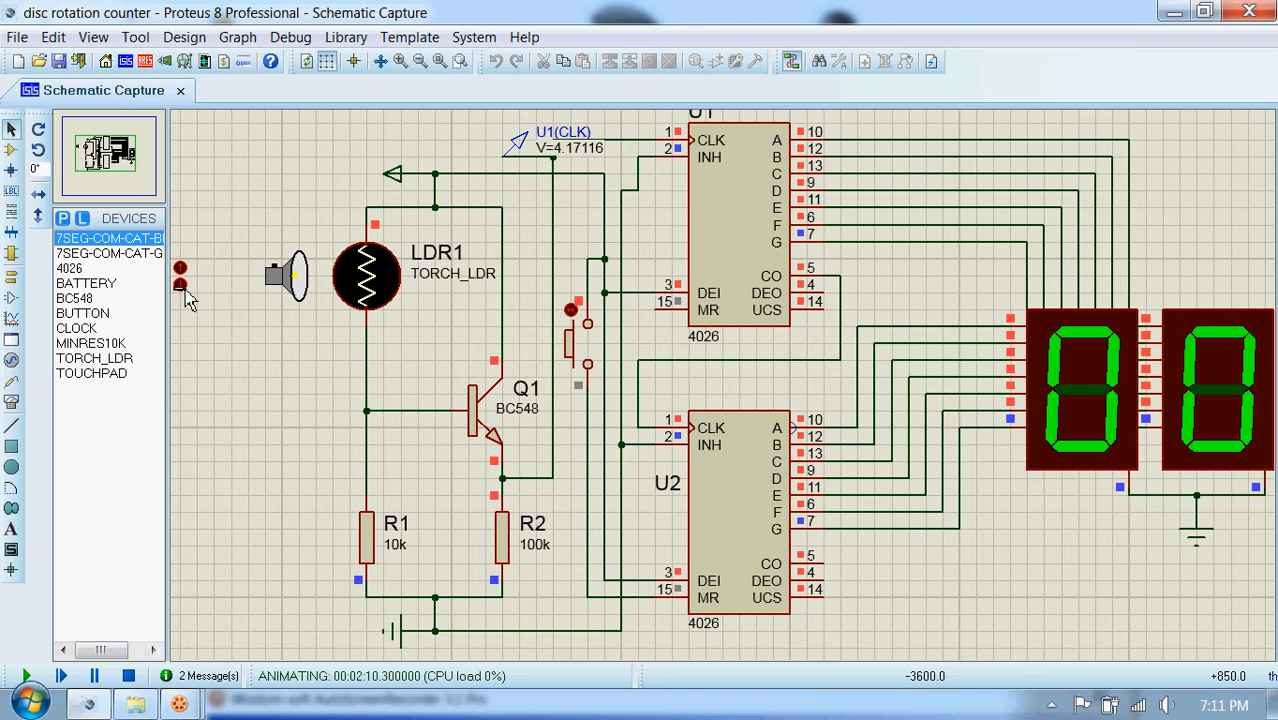 disc rotation counter - Proteus 8 Professional - Schematic Capture
File Edit View Tool Design Graph Debug Library Template System Help
Schematic Capture
0°
P L DEVICES
7SEG-COM-CAT-B
7SEG-COM-CAT-G
4026
BATTERY
BC548
BUTTON
CLOCK
MINRES10K
TORCH_LDR
TOUCHPAD
U1(CLK)
V=4.17116
LDR1
TORCH_LDR
Q1
BC548
R1
10k
R2
100k
U1
1 CLK A 10
2 INH B 12
C 13
D 9
E 11
F 6
G 7
CO 5
3 DEI DEO 4
15 MR UCS 14
4026
U2
1 CLK A 10
2 INH B 12
C 13
D 9
E 11
F 6
G 7
CO 5
3 DEI DEO 4
15 MR UCS 14
4026
0 0
2 Message(s) ANIMATING: 00:02:10.300000 (CPU load 0%) -3600.0 +850.0 th
7:11 PM